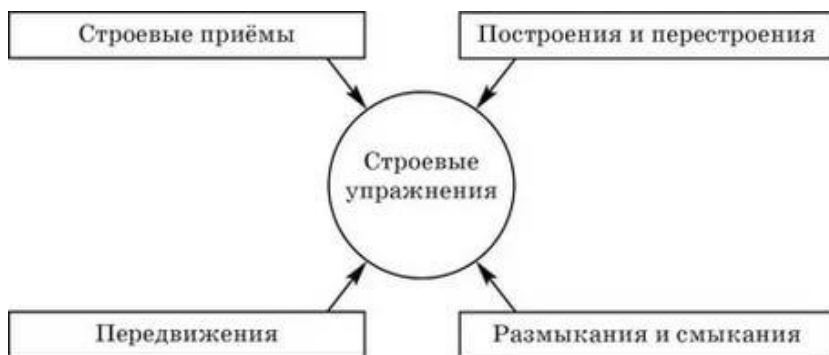 Строевые приёмы
Построения и перестроения
Строевые
упражнения
Передвижения
Размыкания и смыкания